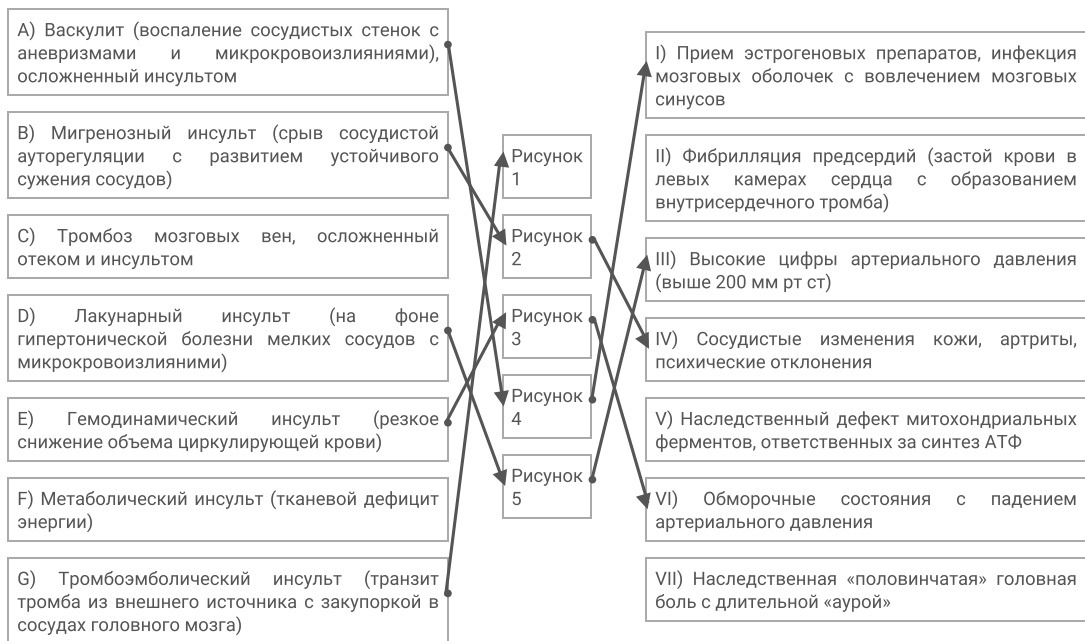 A) Васкулит (воспаление сосудистых стенок с
аневризмами и микрокровоизлияниями),
осложненный инсультом
B) Мигренозный инсульт (срыв сосудистой
ауторегуляции с развитием устойчивого
сужения сосудов)
C) Тромбоз мозговых вен, осложненный
отеком и инсультом
D) Лакунарный инсульт (на фоне
гипертонической болезни мелких сосудов с
микрокровоизлияними)
E) Гемодинамический инсульт (резкое
снижение объема циркулирующей крови)
F) Метаболический инсульт (тканевой дефицит
энергии)
G) Тромбоэмболический инсульт (транзит
тромба из внешнего источника с закупоркой в
сосудах головного мозга)
Рисунок
1
Рисунок
2
Рисунок
3
Рисунок
4
Рисунок
5
I) Прием эстрогеновых препаратов, инфекция
мозговых оболочек с вовлечением мозговых
синусов
II) Фибрилляция предсердий (застой крови в
левых камерах сердца с образованием
внутрисердечного тромба)
III) Высокие цифры артериального давления
(выше 200 мм рт ст)
IV) Сосудистые изменения кожи, артриты,
психические отклонения
V) Наследственный дефект митохондриальных
ферментов, ответственных за синтез АТФ
VI) Обморочные состояния с падением
артериального давления
VII) Наследственная «половинчатая» головная
боль с длительной «аурой»